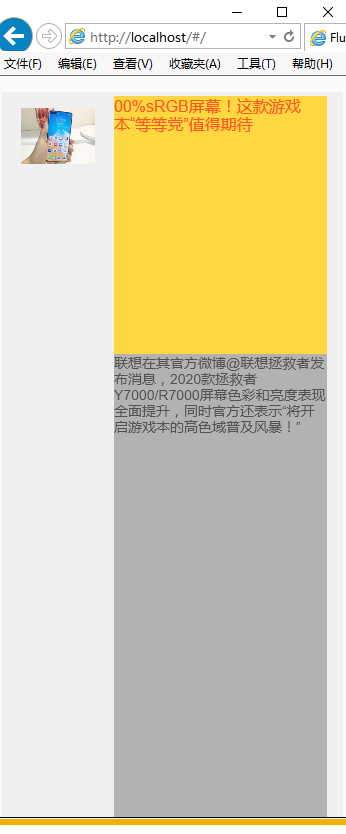 http://localhost/#/
Flu
文件(F) 编辑(E) 查看(V) 收藏夹(A) 工具(T) 帮助(H)
00%sRGB屏幕！这款游戏
本“等等党”值得期待
联想在其官方微博@联想拯救者发
布消息，2020款拯救者
Y7000/R7000屏幕色彩和亮度表现
全面提升，同时官方还表示“将开
启游戏本的高色域普及风暴！”